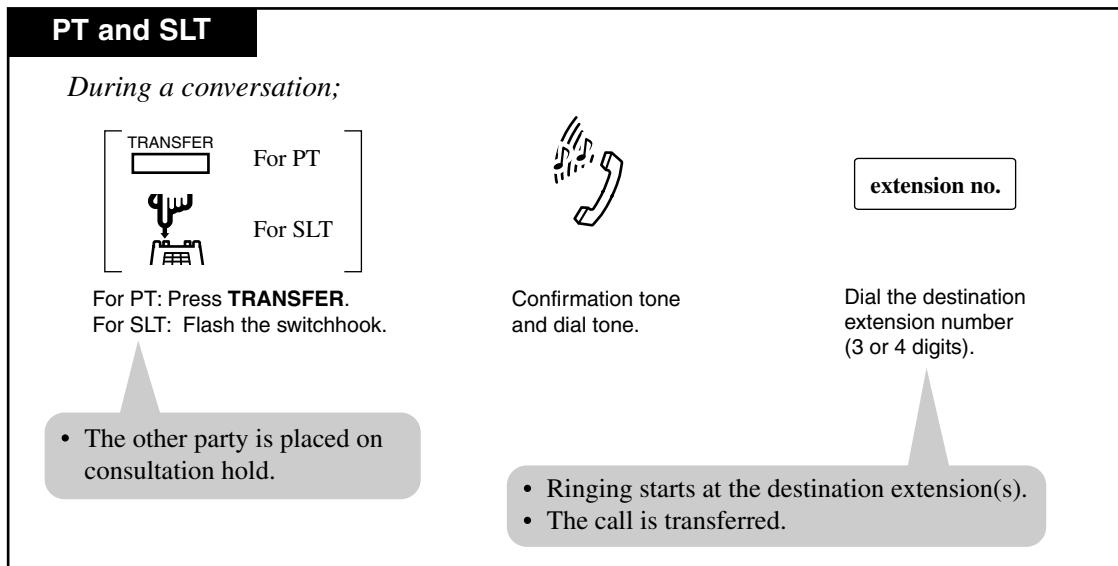 PT and SLT
During a conversation;
TRANSFER
For PT
For SLT
For PT: Press TRANSFER.
For SLT: Flash the switchhook.
• The other party is placed on
consultation hold.
Confirmation tone
and dial tone.
extension no.
Dial the destination
extension number
(3 or 4 digits).
• Ringing starts at the destination extension(s).
• The call is transferred.